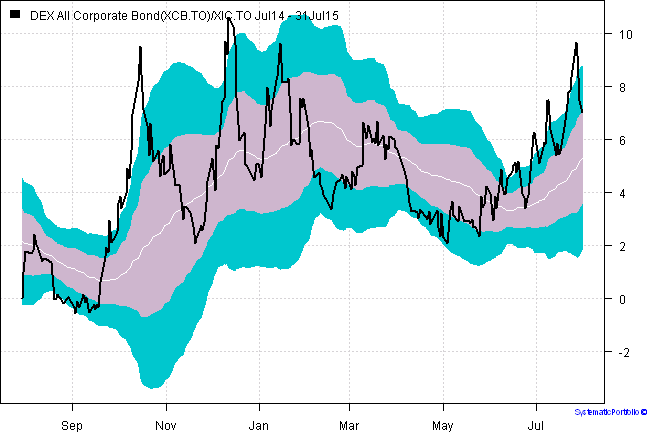 DEX All Corporate Bond(XCB.TO)/XIC.TO Jul14 - 31Jul15
10
8
6
4
2
0
-2
Sep Nov Jan Mar May Jul
SystematicPortfolio ©